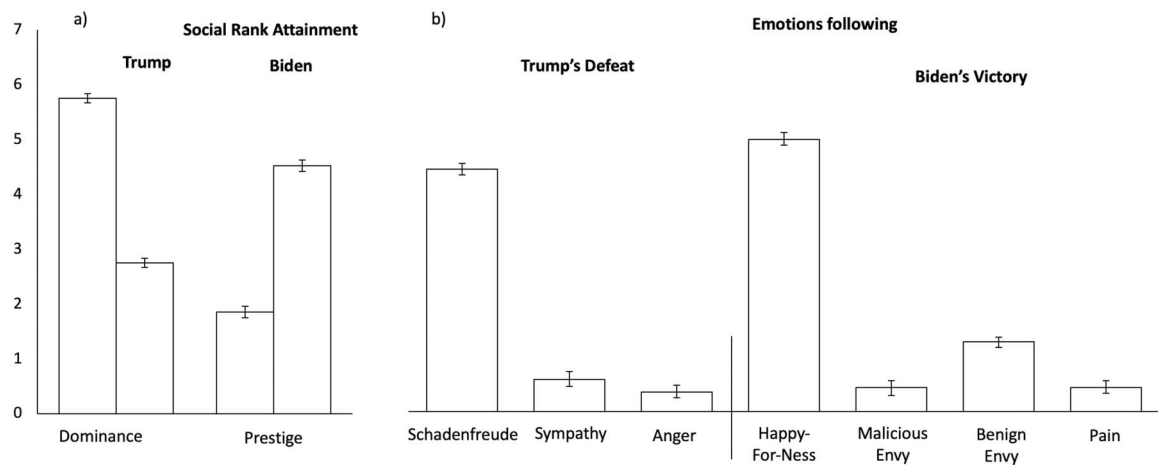 a)
Social Rank Attainment
Trump
Biden
7
6
5
4
3
2
1
0
Dominance
Prestige
b)
Emotions following
Trump’s Defeat
Biden’s Victory
Schadenfreude
Sympathy
Anger
Happy-
For-Ness
Malicious
Envy
Benign
Envy
Pain